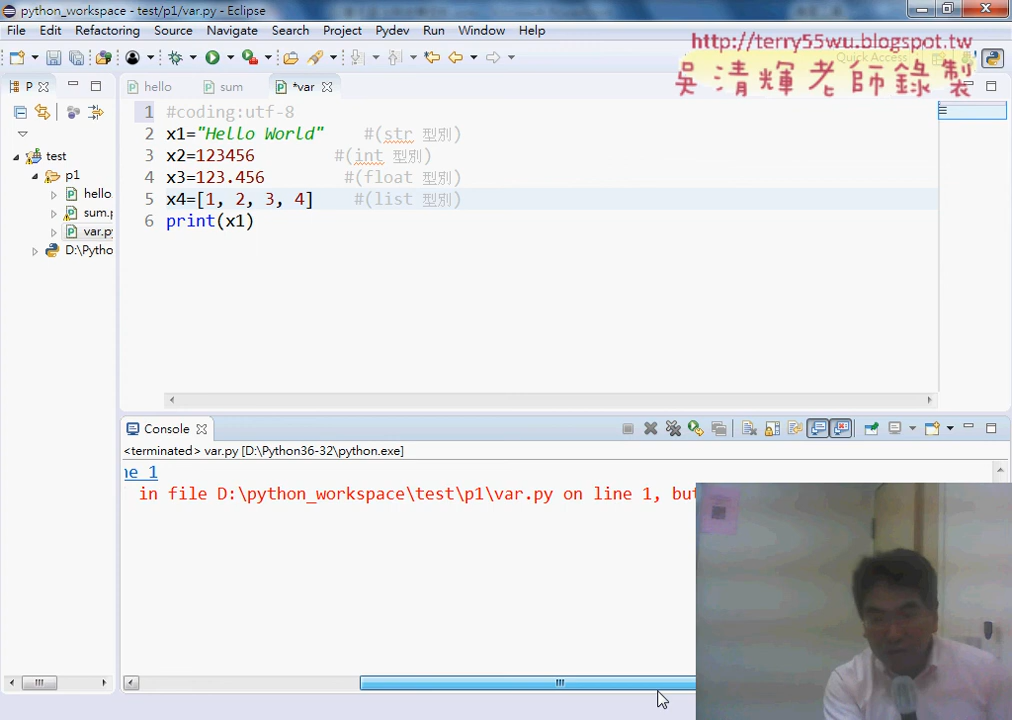 python_workspace - test/p1/var.py - Eclipse
File Edit Refactoring Source Navigate Search Project Pydev Run Window Help
http://terry55wu.blogspot.tw
Quick Access
吳清輝老師錄製
P
hello sum *var
1 #coding:utf-8
2 x1="Hello World" #(str 型別)
3 x2=123456 #(int 型別)
4 x3=123.456 #(float 型別)
5 x4=[1, 2, 3, 4] #(list 型別)
6 print(x1)
test
p1
hello
sum.p
var.py
D:\Pytho
Console
<terminated> var.py [D:\Python36-32\python.exe]
ne 1
in file D:\python_workspace\test\p1\var.py on line 1, but